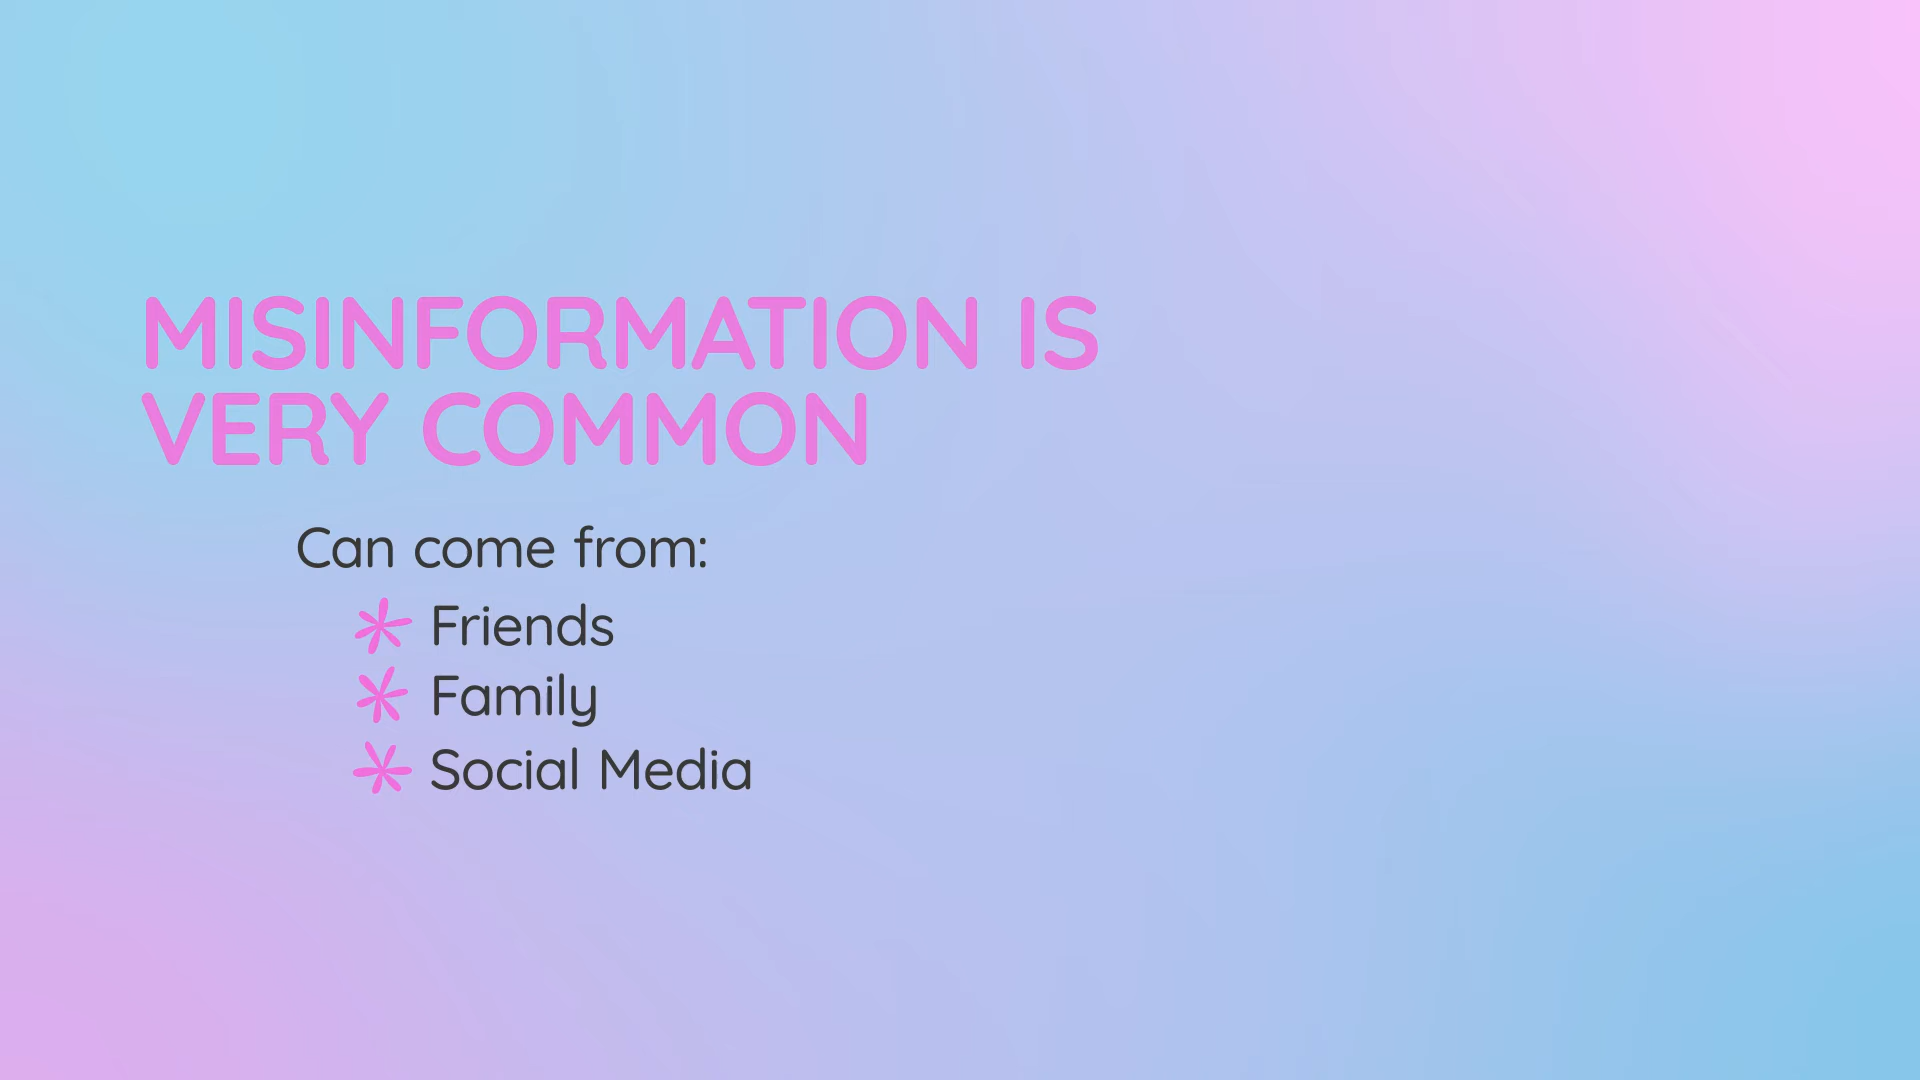 MISINFORMATION IS
VERY COMMON
Can come from:
Friends
Family
Social Media